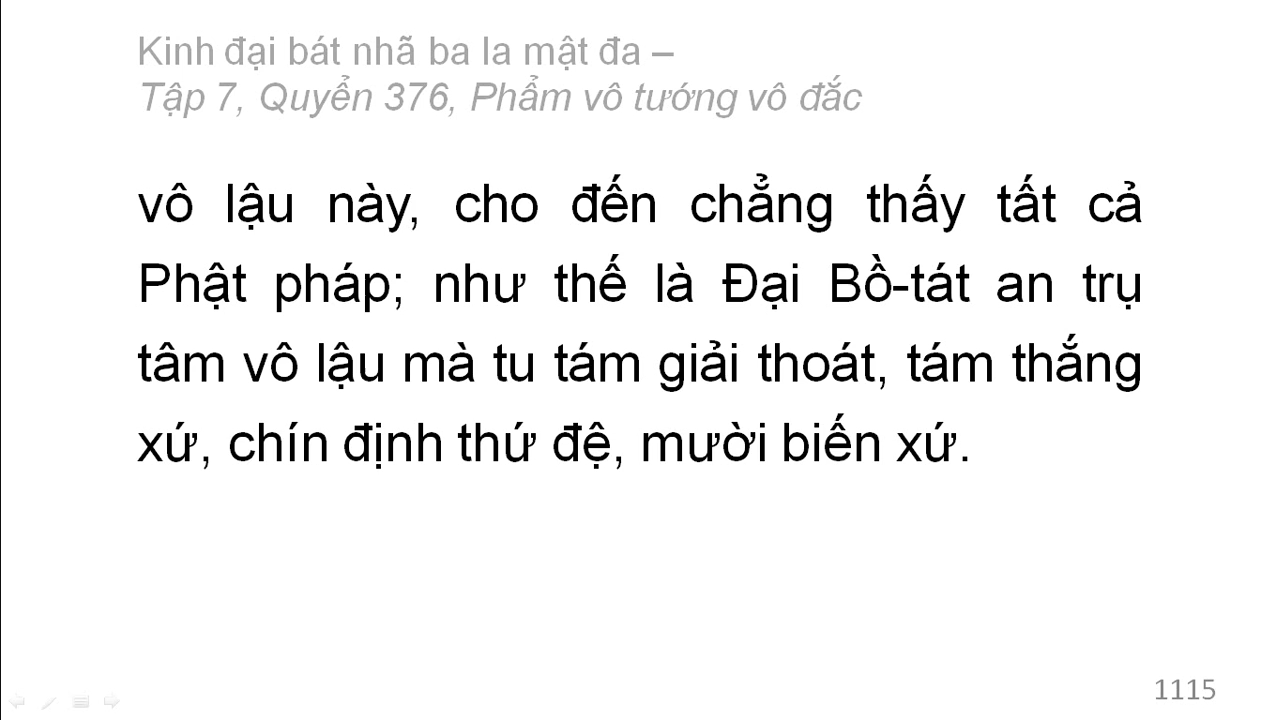 Kinh đại bát nhã ba la mật đa –
Tập 7, Quyển 376, Phẩm vô tướng vô đắc
vô lậu này, cho đến chẳng thấy tất cả
Phật pháp; như thế là Đại Bồ-tát an trụ
tâm vô lậu mà tu tám giải thoát, tám thắng
xứ, chín định thứ đệ, mười biến xứ.
1115